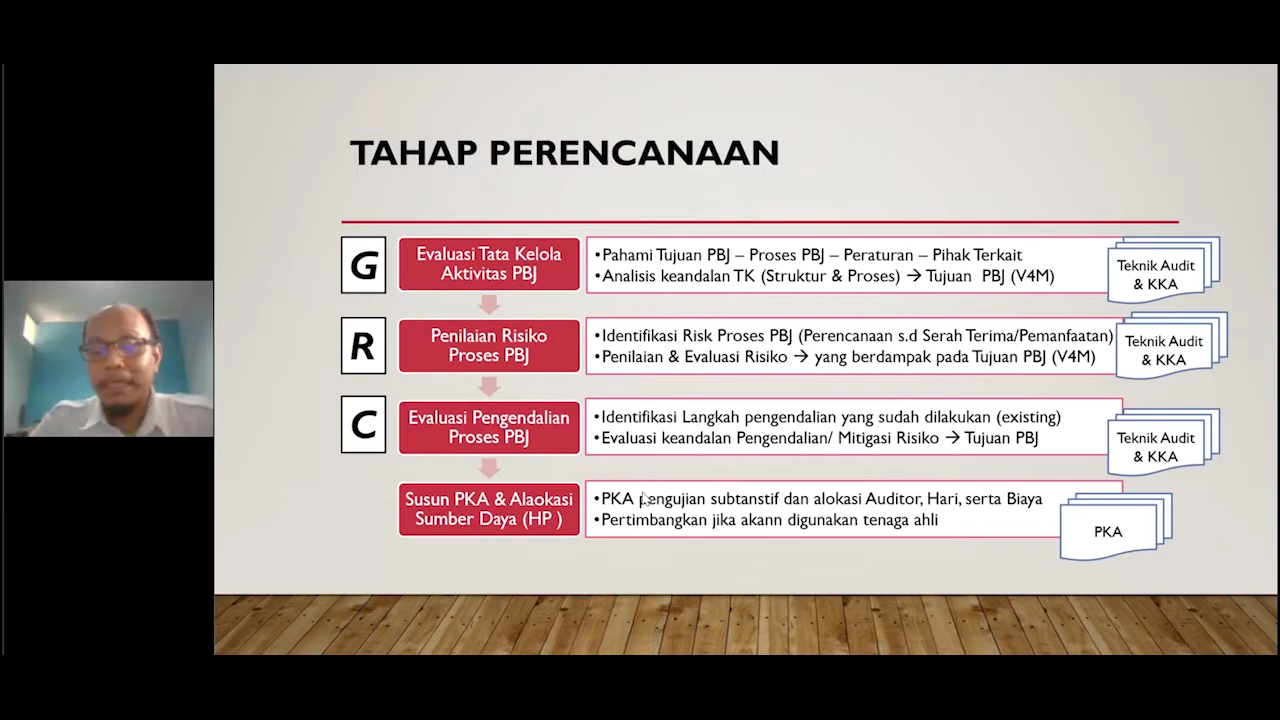 TAHAP PERENCANAAN
G
Evaluasi Tata Kelola
Aktivitas PBJ
•Pahami Tujuan PBJ – Proses PBJ – Peraturan – Pihak Terkait
•Analisis keandalan TK (Struktur & Proses) → Tujuan PBJ (V4M)
Teknik Audit
& KKA
R
Penilaian Risiko
Proses PBJ
•Identifikasi Risk Proses PBJ (Perencanaan s.d Serah Terima/Pemanfaatan)
•Penilaian & Evaluasi Risiko → yang berdampak pada Tujuan PBJ (V4M)
Teknik Audit
& KKA
C
Evaluasi Pengendalian
Proses PBJ
•Identifikasi Langkah pengendalian yang sudah dilakukan (existing)
•Evaluasi keandalan Pengendalian/ Mitigasi Risiko → Tujuan PBJ
Teknik Audit
& KKA
Susun PKA & Alaokasi
Sumber Daya (HP )
•PKA pengujian subtanstif dan alokasi Auditor, Hari, serta Biaya
•Pertimbangkan jika akann digunakan tenaga ahli
PKA